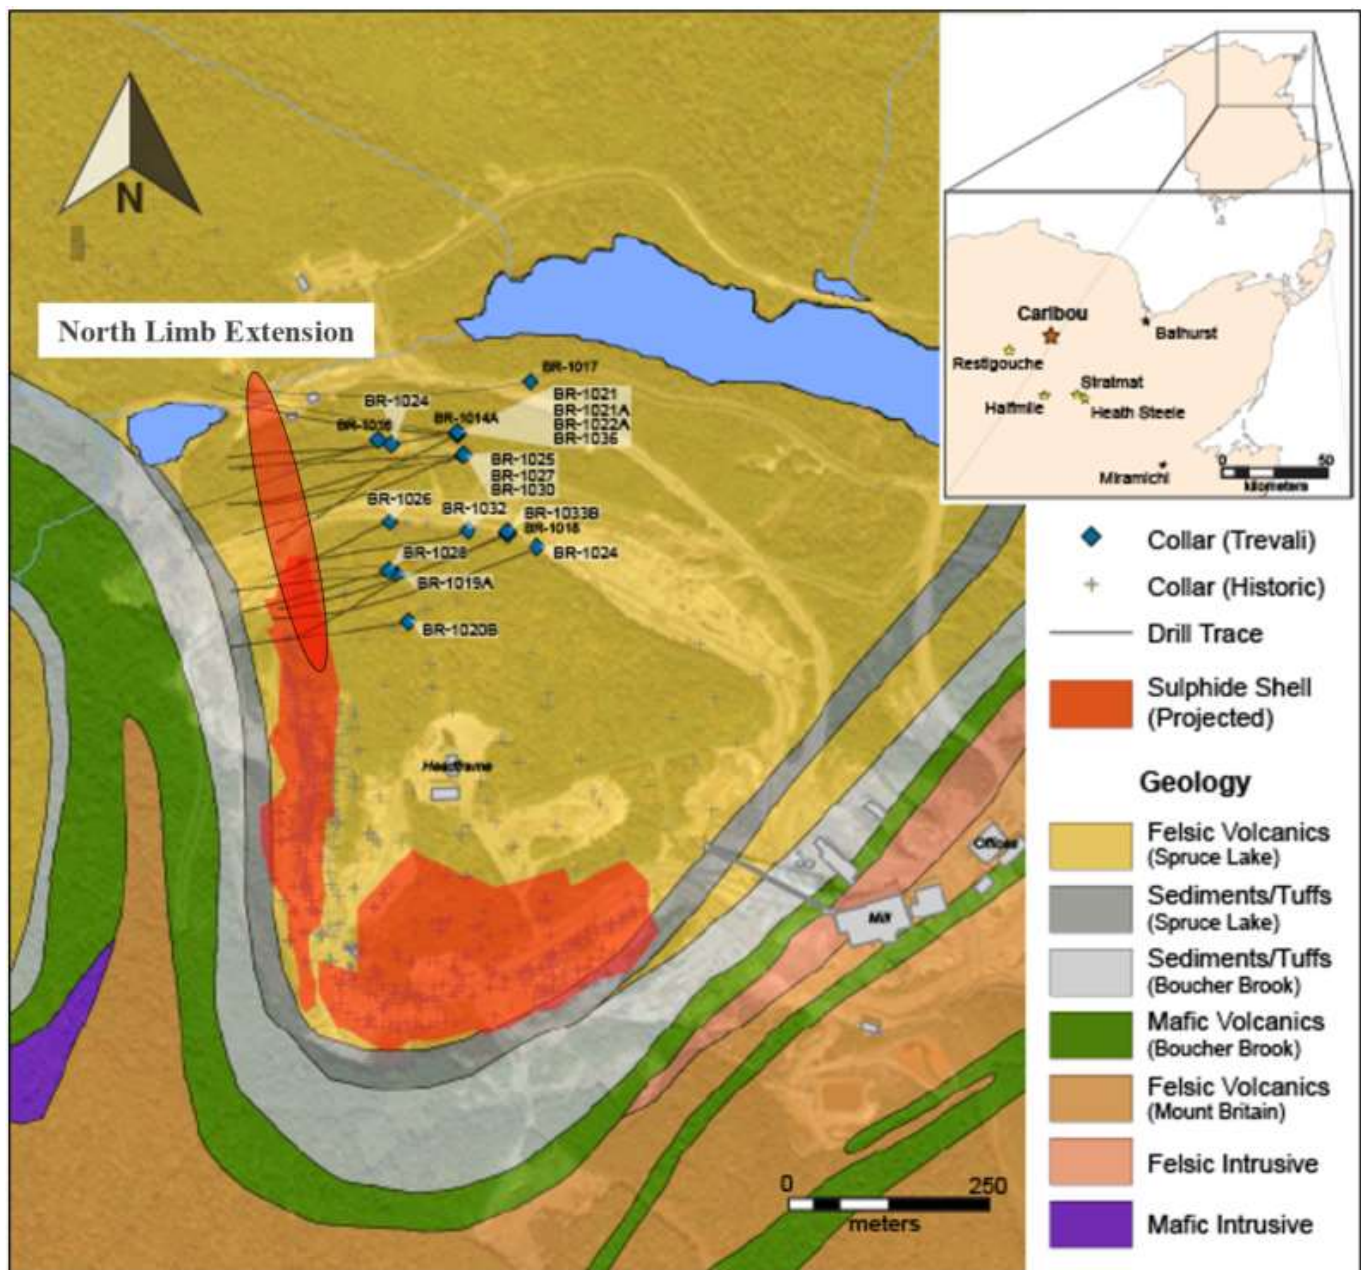 N
North Limb Extension
BR-1017
BR-1024
BR-1014A
BR-1021
BR-1021A
BR-1022A
BR-1036
BR-1025
BR-1027
BR-1030
BR-1026
BR-1032
BR-1033B
BR-1018
BR-1024
BR-1028
BR-1019A
BR-1020B
Headframe
Offices
Mill
0 250
meters
Caribou
Bathurst
Restigouche
Stratmat
Halfmile
Heath Steele
Miramichi
0 50
kilometers
Collar (Trevali)
Collar (Historic)
Drill Trace
Sulphide Shell
(Projected)
Geology
Felsic Volcanics
(Spruce Lake)
Sediments/Tuffs
(Spruce Lake)
Sediments/Tuffs
(Boucher Brook)
Mafic Volcanics
(Boucher Brook)
Felsic Volcanics
(Mount Britain)
Felsic Intrusive
Mafic Intrusive